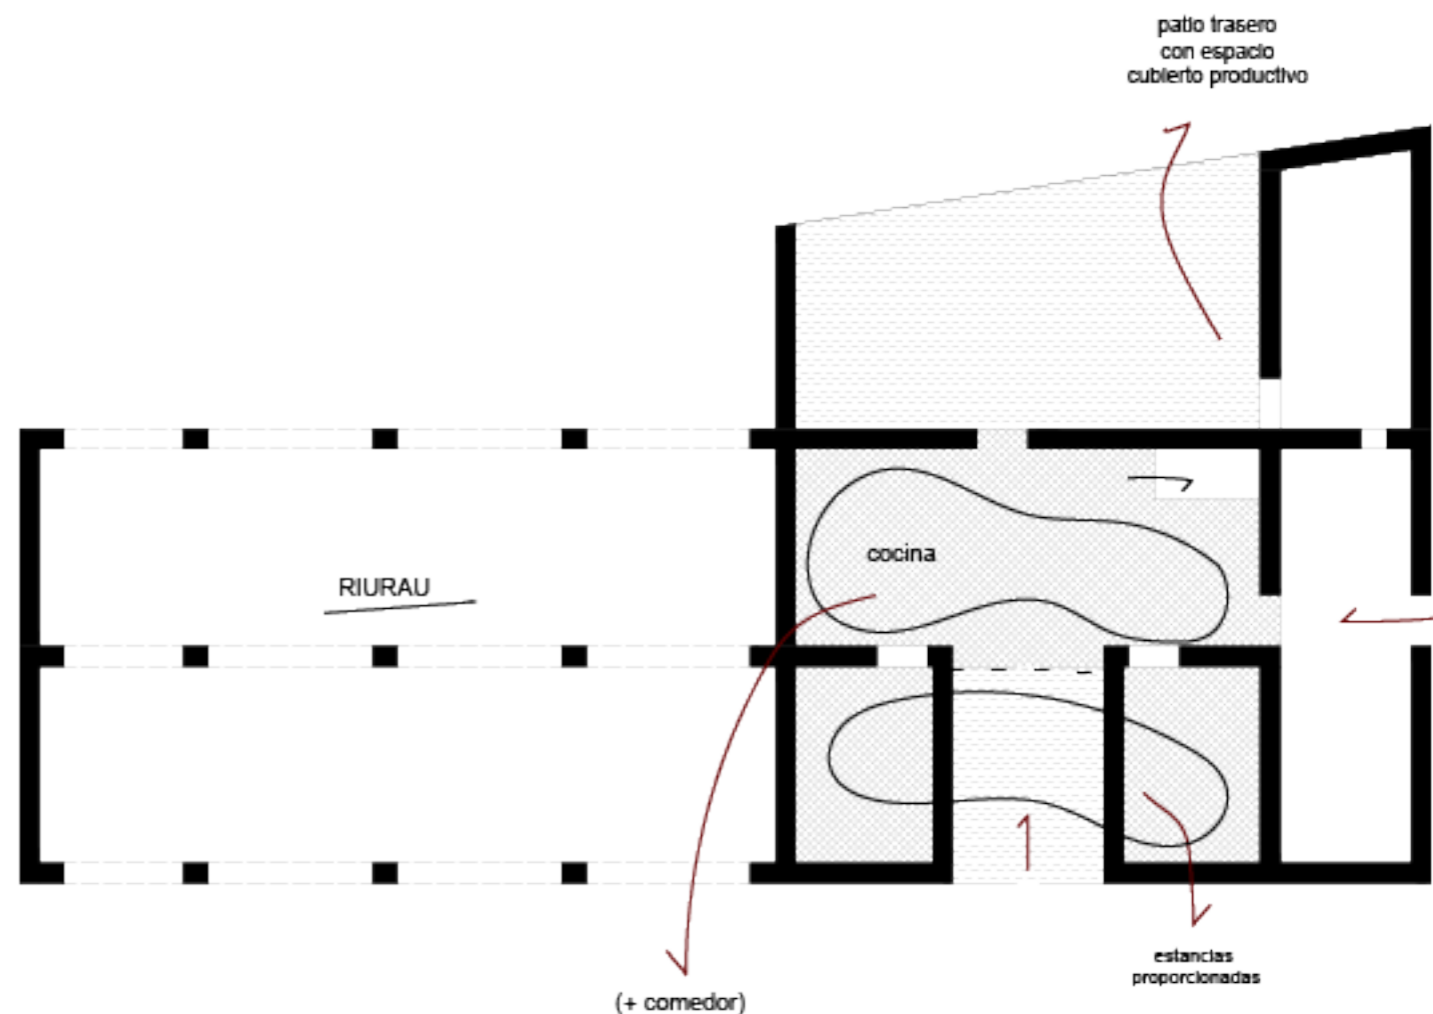 patio trasero
con espacio
cubierto productivo
RIURAU
cocina
estancias
proporcionadas
(+ comedor)